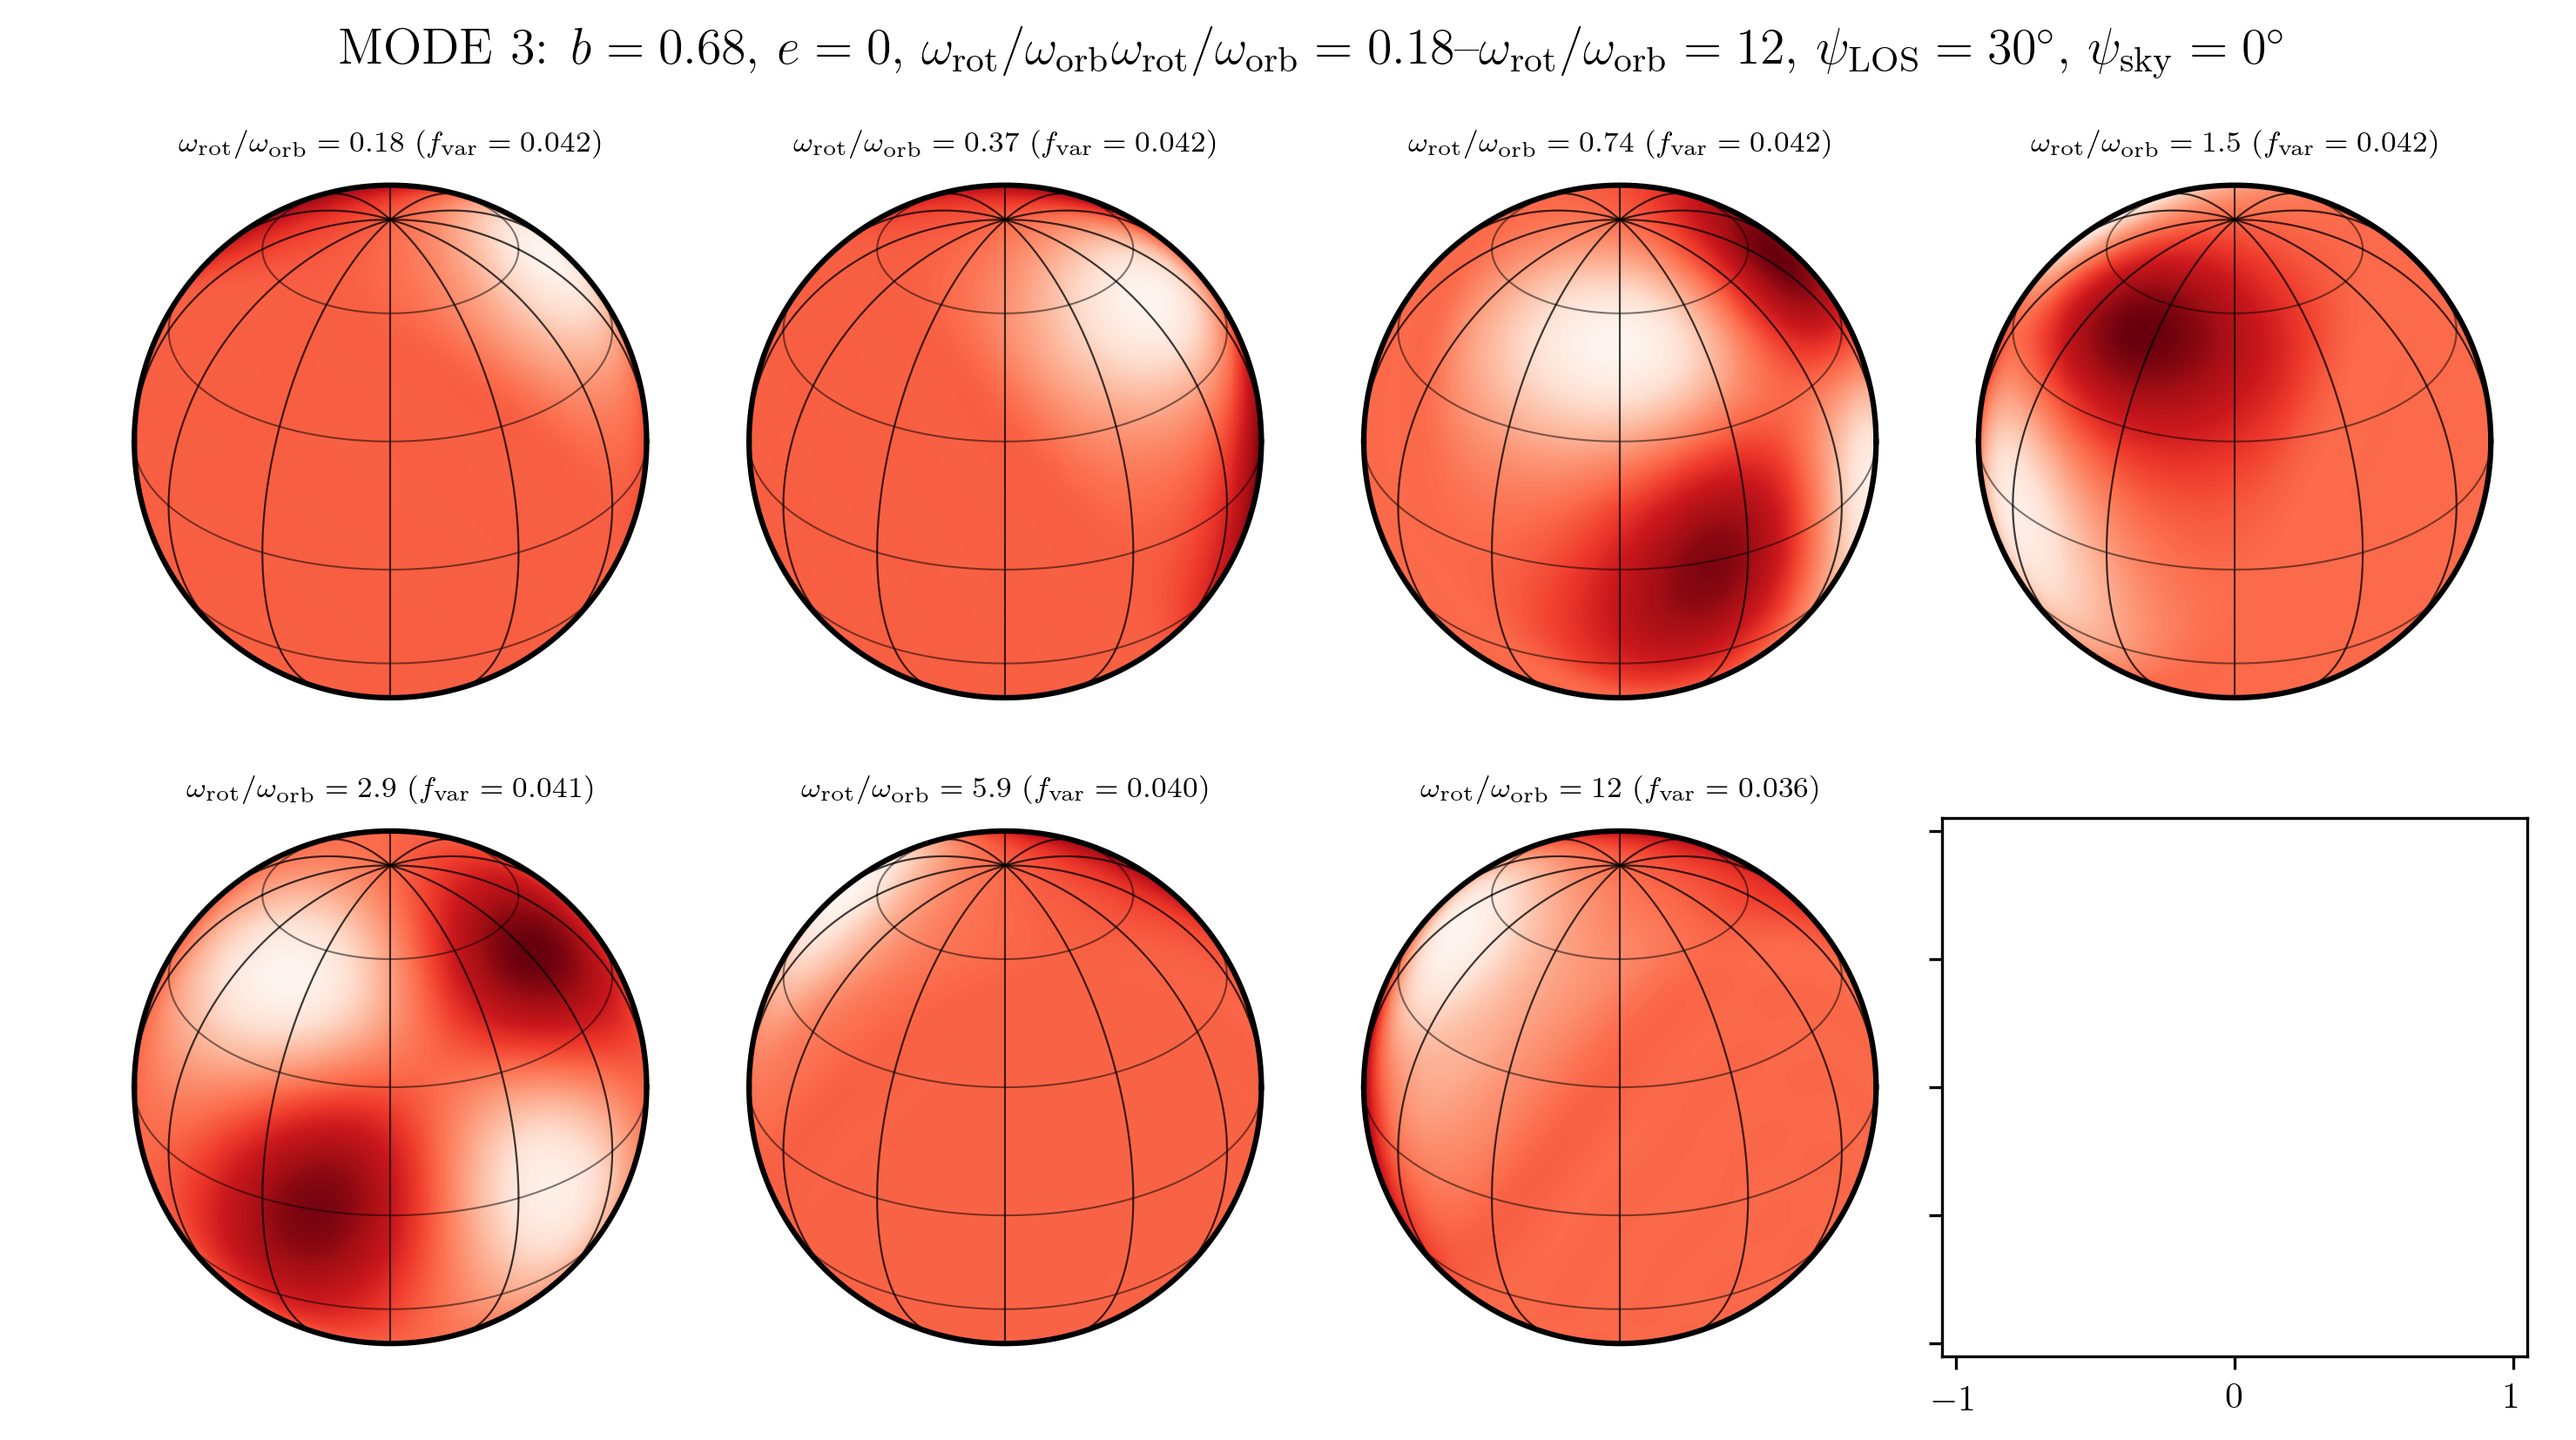 MODE 3: b = 0.68, e = 0, ω_rot/ω_orbω_rot/ω_orb = 0.18–ω_rot/ω_orb = 12, ψ_LOS = 30°, ψ_sky = 0°
ω_rot/ω_orb = 0.18 (f_var = 0.042)
ω_rot/ω_orb = 0.37 (f_var = 0.042)
ω_rot/ω_orb = 0.74 (f_var = 0.042)
ω_rot/ω_orb = 1.5 (f_var = 0.042)
ω_rot/ω_orb = 2.9 (f_var = 0.041)
ω_rot/ω_orb = 5.9 (f_var = 0.040)
ω_rot/ω_orb = 12 (f_var = 0.036)
−1 0 1